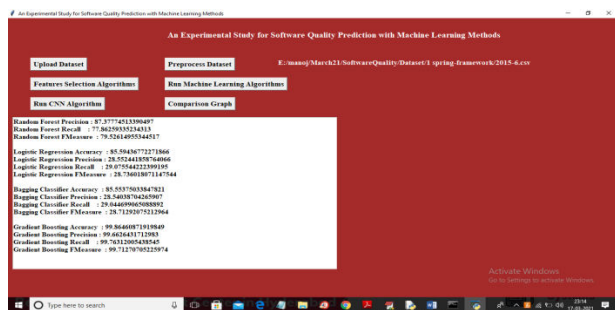 An Experimental Study for Software Quality Prediction with Machine Learning Methods
An Experimental Study for Software Quality Prediction with Machine Learning Methods
Upload Dataset
Preprocess Dataset
E:/manoj/March21/SoftwareQuality/Dataset/1 spring-framework/2015-6.csv
Features Selection Algorithms
Run Machine Learning Algorithms
Run CNN Algorithm
Comparison Graph
Random Forest Precision : 87.37774513390497
Random Forest Recall : 77.86259335234313
Random Forest FMeasure : 79.52614955344517
Logistic Regression Accuracy : 85.59436772271866
Logistic Regression Precision : 28.552441858764066
Logistic Regression Recall : 29.075544222399195
Logistic Regression FMeasure : 28.736018071147544
Bagging Classifier Accuracy : 85.55375033847821
Bagging Classifier Precision : 28.54038704265907
Bagging Classifier Recall : 29.044699065088892
Bagging Classifier FMeasure : 28.71292075212964
Gradient Boosting Accuracy : 99.86460871919849
Gradient Boosting Precision : 99.6626431712983
Gradient Boosting Recall : 99.76312005438545
Gradient Boosting FMeasure : 99.71270705225974
Activate Windows
Go to Settings to activate Windows.
Type here to search
23:14
17-03-2021